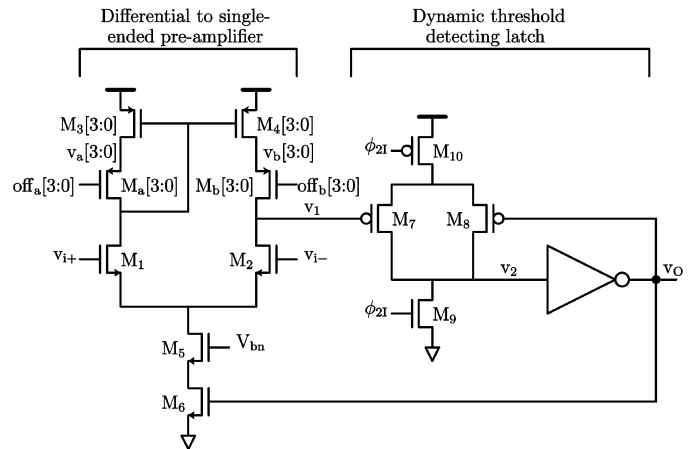 Differential to single-
ended pre-amplifier
Dynamic threshold
detecting latch
M3[3:0]
M4[3:0]
va[3:0]
vb[3:0]
ϕ2I
M10
offa[3:0]
Ma[3:0]
Mb[3:0]
offb[3:0]
v1
M7
M8
vi+
M1
M2
vi−
v2
vO
ϕ2I
M9
M5
Vbn
M6